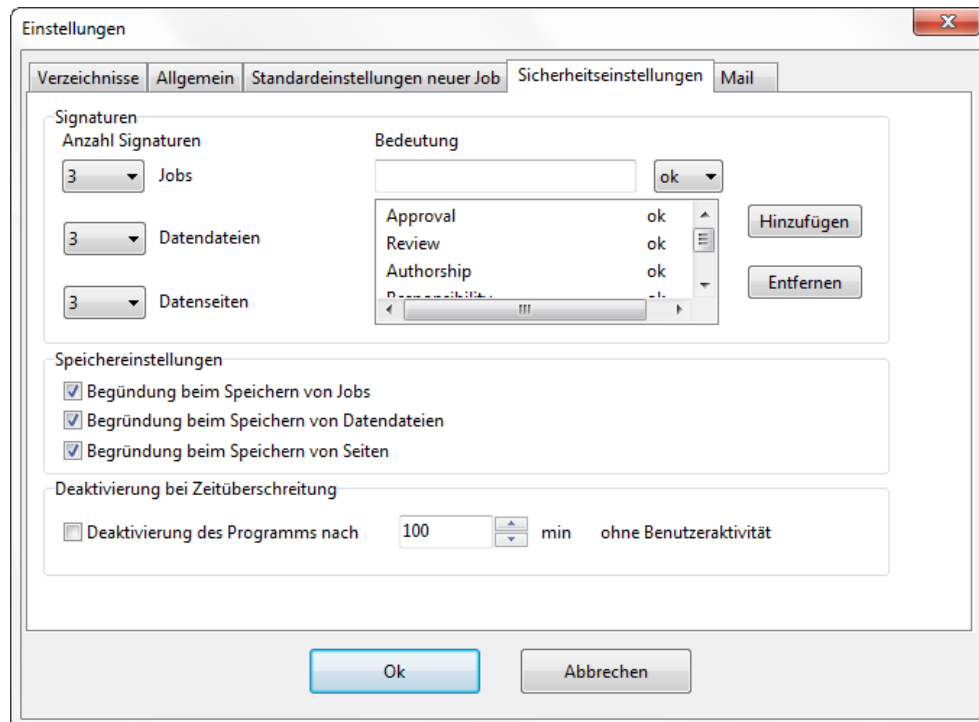 Einstellungen
Verzeichnisse Allgemein Standardeinstellungen neuer Job Sicherheitseinstellungen Mail
Signaturen
Anzahl Signaturen Bedeutung
3 Jobs ok
Approval ok
3 Datendateien Review ok Hinzufügen
Authorship ok
3 Datenseiten Responsibility ok Entfernen
Speichereinstellungen
Begündung beim Speichern von Jobs
Begründung beim Speichern von Datendateien
Begründung beim Speichern von Seiten
Deaktivierung bei Zeitüberschreitung
Deaktivierung des Programms nach 100 min ohne Benutzeraktivität
Ok Abbrechen